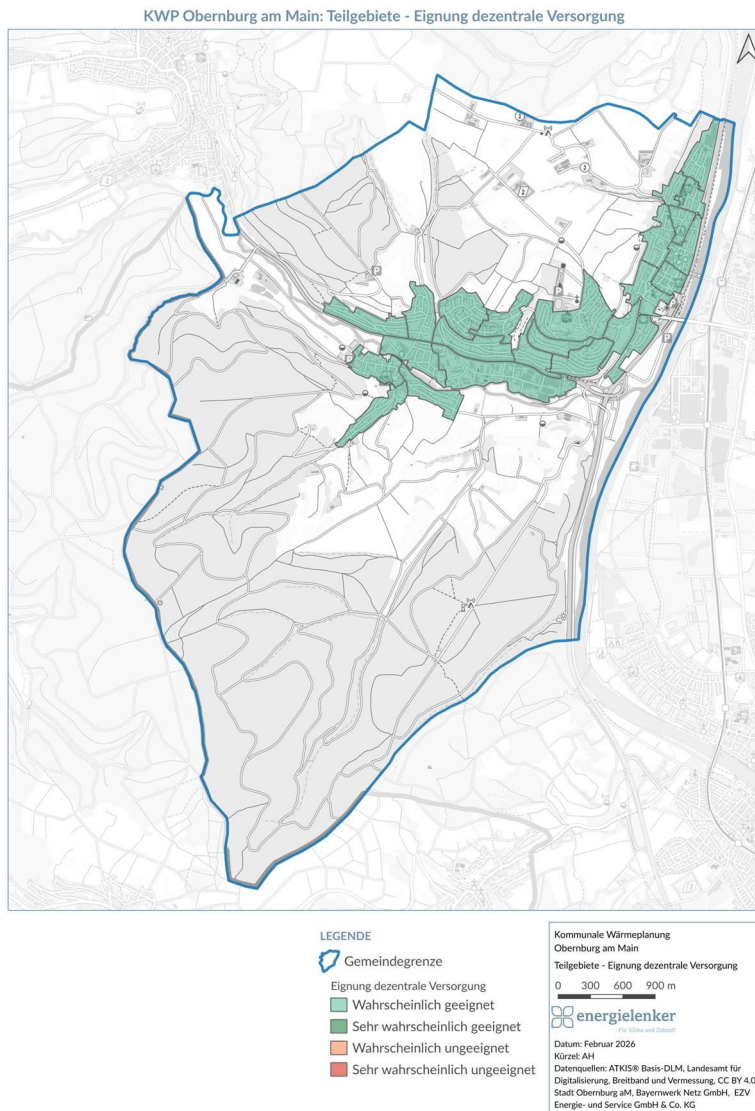 KWP Obernburg am Main: Teilgebiete - Eignung dezentrale Versorgung
LEGENDE
Gemeindegrenze
Eignung dezentrale Versorgung
Wahrscheinlich geeignet
Sehr wahrscheinlich geeignet
Wahrscheinlich ungeeignet
Sehr wahrscheinlich ungeeignet
Kommunale Wärmeplanung
Obernburg am Main
Teilgebiete - Eignung dezentrale Versorgung
0 300 600 900 m
energielenker
Für Klima und Zukunft
Datum: Februar 2026
Kürzel: AH
Datenquellen: ATKIS® Basis-DLM, Landesamt für
Digitalisierung, Breitband und Vermessung, CC BY 4.0
Stadt Obernburg aM, Bayernwerk Netz GmbH, EZV
Energie- und Service GmbH & Co. KG